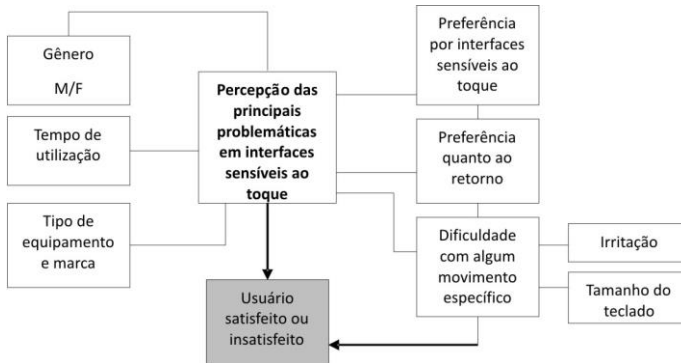 Gênero
M/F
Tempo de
utilização
Tipo de
equipamento
e marca
Percepção das
principais
problemáticas
em interfaces
sensíveis ao
toque
Usuário
satisfeito ou
insatisfeito
Preferência
por interfaces
sensíveis ao
toque
Preferência
quanto ao
retorno
Dificuldade
com algum
movimento
específico
Irritação
Tamanho do
teclado